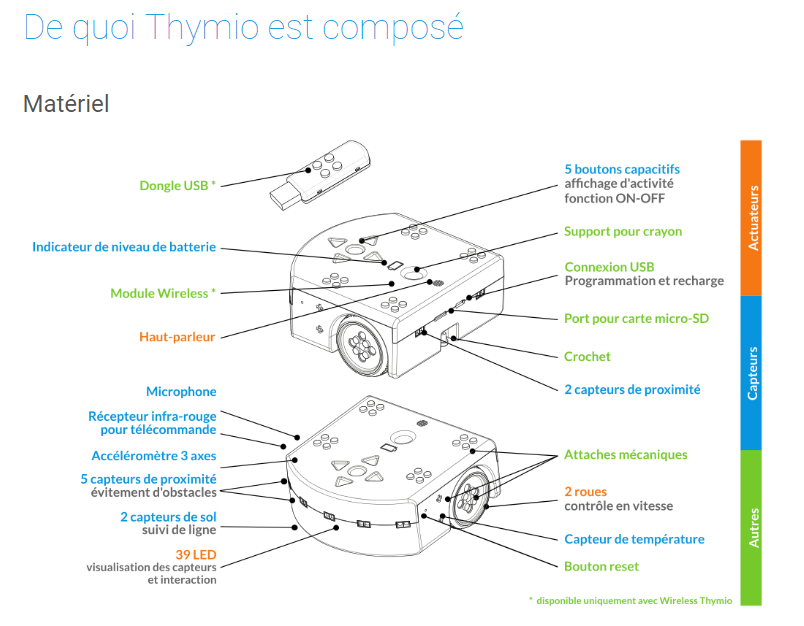 De quoi Thymio est composé
Matériel
Dongle USB *
Indicateur de niveau de batterie
Module Wireless *
Haut-parleur
5 boutons capacitifs
affichage d'activité
fonction ON-OFF
Support pour crayon
Connexion USB
Programmation et recharge
Port pour carte micro-SD
Crochet
2 capteurs de proximité
Microphone
Récepteur infra-rouge
pour télécommande
Accéléromètre 3 axes
5 capteurs de proximité
évitement d'obstacles
2 capteurs de sol
suivi de ligne
39 LED
visualisation des capteurs
et interaction
Attaches mécaniques
2 roues
contrôle en vitesse
Capteur de température
Bouton reset
* disponible uniquement avec Wireless Thymio
Actuateurs
Capteurs
Autres